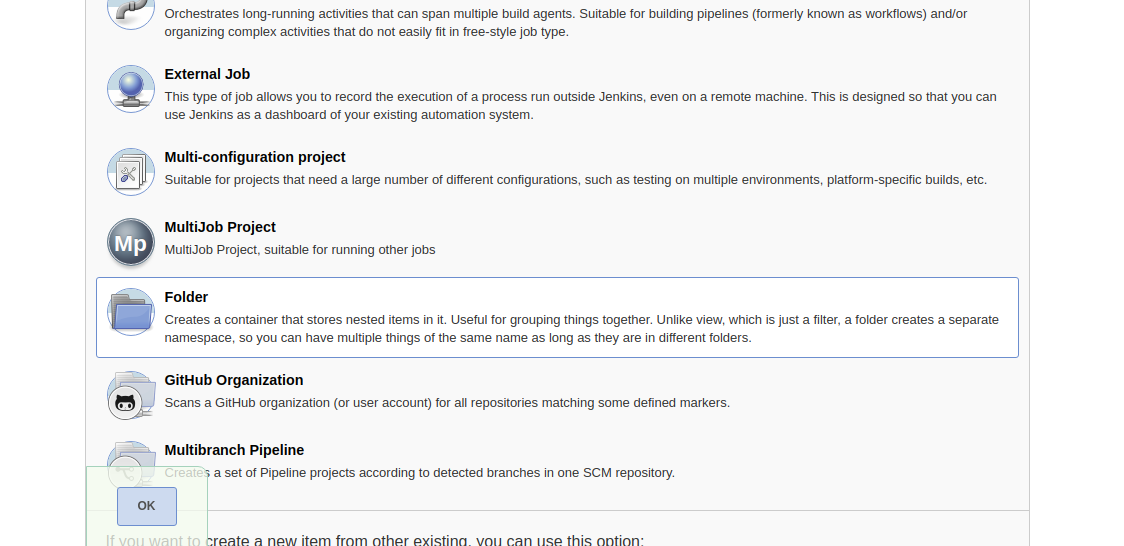 Orchestrates long-running activities that can span multiple build agents. Suitable for building pipelines (formerly known as workflows) and/or
organizing complex activities that do not easily fit in free-style job type.
External Job
This type of job allows you to record the execution of a process run outside Jenkins, even on a remote machine. This is designed so that you can
use Jenkins as a dashboard of your existing automation system.
Multi-configuration project
Suitable for projects that need a large number of different configurations, such as testing on multiple environments, platform-specific builds, etc.
Mp
MultiJob Project
MultiJob Project, suitable for running other jobs
Folder
Creates a container that stores nested items in it. Useful for grouping things together. Unlike view, which is just a filter, a folder creates a separate
namespace, so you can have multiple things of the same name as long as they are in different folders.
GitHub Organization
Scans a GitHub organization (or user account) for all repositories matching some defined markers.
Multibranch Pipeline
Creates a set of Pipeline projects according to detected branches in one SCM repository.
OK
If you want to create a new item from other existing, you can use this option: